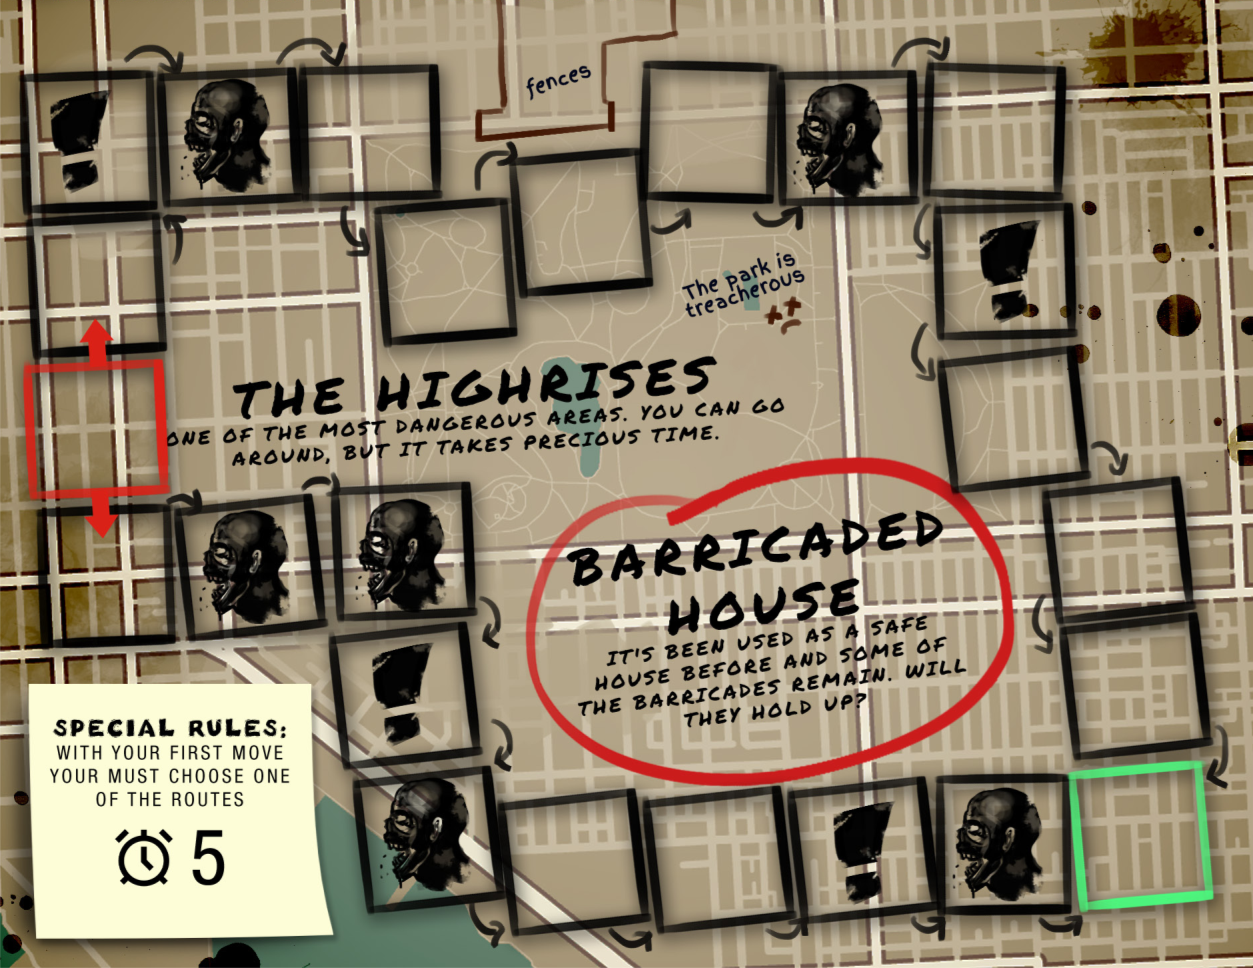 fences
The park is
treacherous
THE HIGHRISES
ONE OF THE MOST DANGEROUS AREAS. YOU CAN GO
AROUND, BUT IT TAKES PRECIOUS TIME.
BARRICADED
HOUSE
IT'S BEEN USED AS A SAFE
HOUSE BEFORE AND SOME OF
THE BARRICADES REMAIN. WILL
THEY HOLD UP?
SPECIAL RULES:
WITH YOUR FIRST MOVE
YOUR MUST CHOOSE ONE
OF THE ROUTES
5